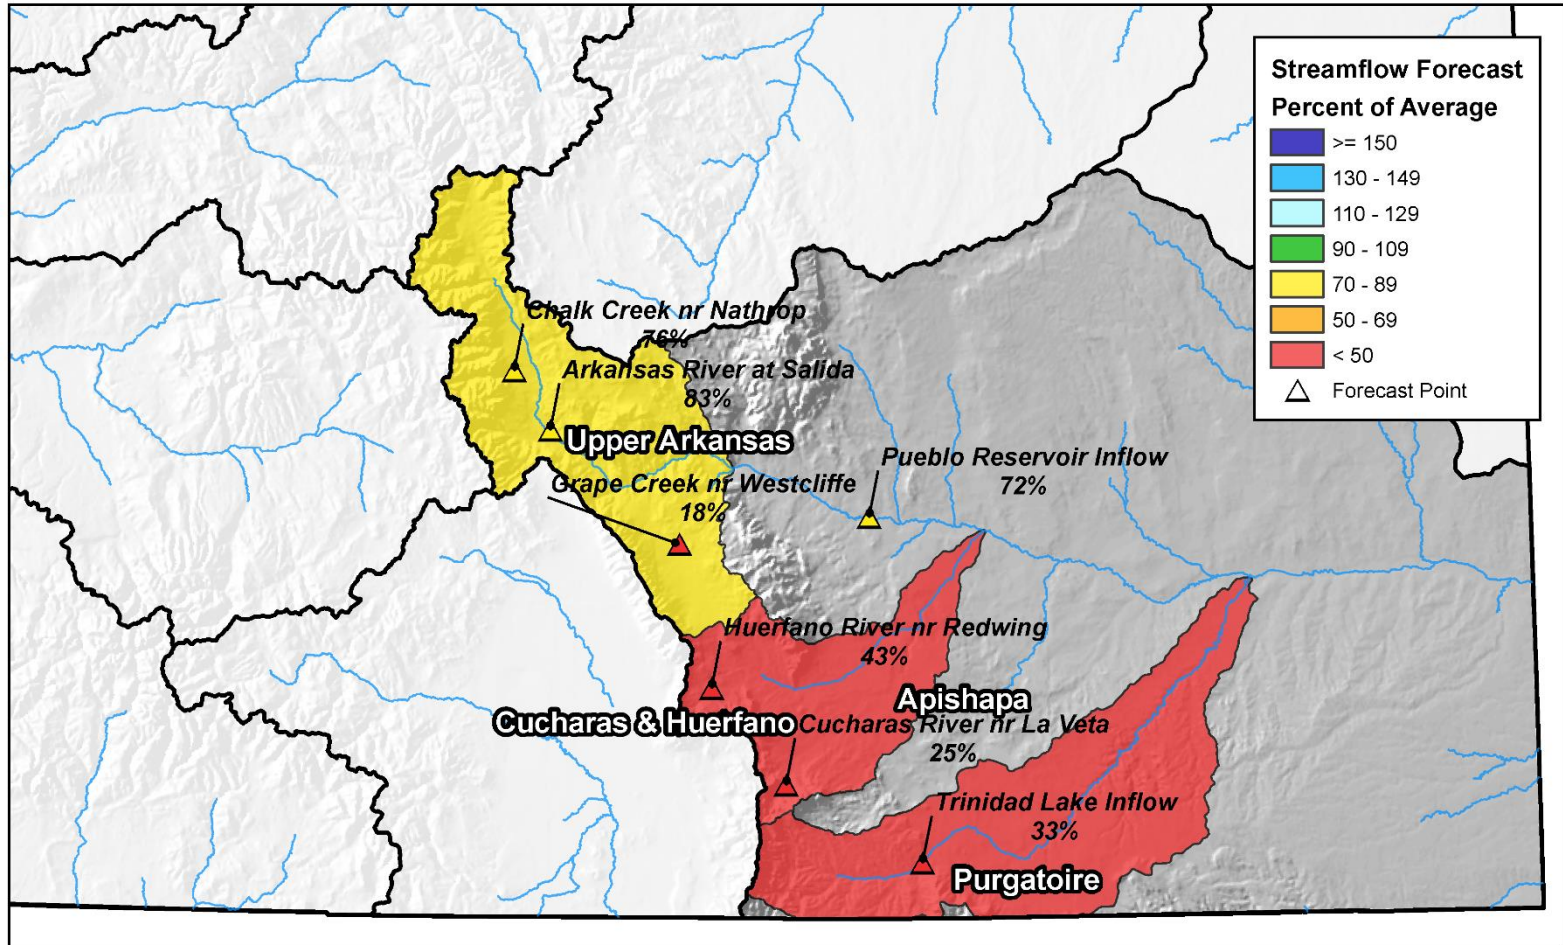 Streamflow Forecast
Percent of Average
>= 150
130 - 149
110 - 129
90 - 109
70 - 89
50 - 69
< 50
Forecast Point
Chalk Creek nr Nathrop
76%
Arkansas River at Salida
83%
Upper Arkansas
Pueblo Reservoir Inflow
72%
Grape Creek nr Westcliffe
18%
Huerfano River nr Redwing
43%
Apishapa
Cucharas & Huerfano
Cucharas River nr La Veta
25%
Trinidad Lake Inflow
33%
Purgatoire